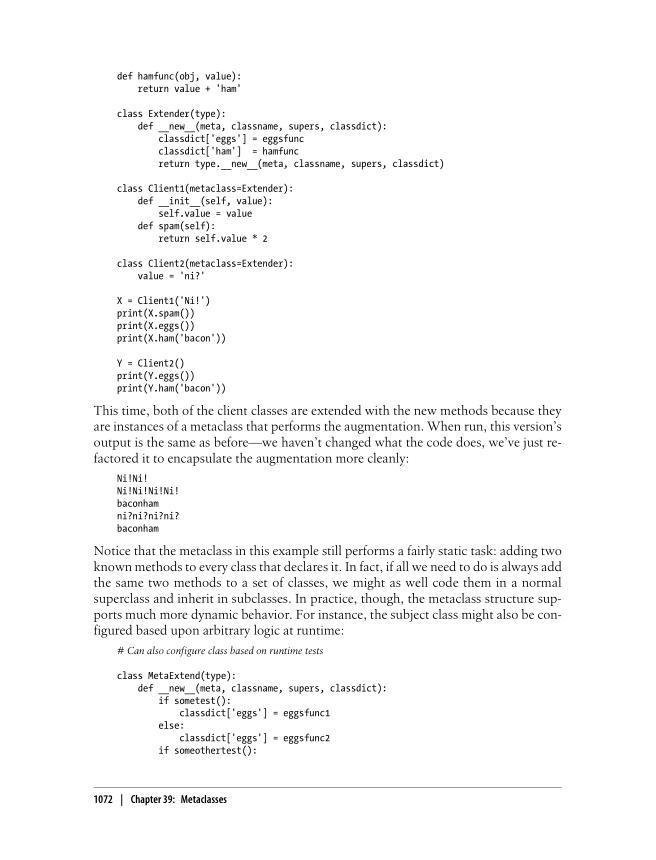 def hamfunc(obj, value):
    return value + 'ham'

class Extender(type):
    def __new__(meta, classname, supers, classdict):
        classdict['eggs'] = eggsfunc
        classdict['ham']  = hamfunc
        return type.__new__(meta, classname, supers, classdict)

class Client1(metaclass=Extender):
    def __init__(self, value):
        self.value = value
    def spam(self):
        return self.value * 2

class Client2(metaclass=Extender):
    value = 'ni?'

X = Client1('Ni!')
print(X.spam())
print(X.eggs())
print(X.ham('bacon'))

Y = Client2()
print(Y.eggs())
print(Y.ham('bacon'))
This time, both of the client classes are extended with the new methods because they
are instances of a metaclass that performs the augmentation. When run, this version’s
output is the same as before—we haven’t changed what the code does, we’ve just re-
factored it to encapsulate the augmentation more cleanly:
Ni!Ni!
Ni!Ni!Ni!Ni!
baconham
ni?ni?ni?ni?
baconham
Notice that the metaclass in this example still performs a fairly static task: adding two
known methods to every class that declares it. In fact, if all we need to do is always add
the same two methods to a set of classes, we might as well code them in a normal
superclass and inherit in subclasses. In practice, though, the metaclass structure sup-
ports much more dynamic behavior. For instance, the subject class might also be con-
figured based upon arbitrary logic at runtime:
# Can also configure class based on runtime tests

class MetaExtend(type):
    def __new__(meta, classname, supers, classdict):
        if sometest():
            classdict['eggs'] = eggsfunc1
        else:
            classdict['eggs'] = eggsfunc2
        if someothertest():
1072 | Chapter 39: Metaclasses